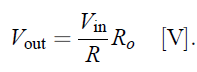 V_out = V_in / R R_o [V].